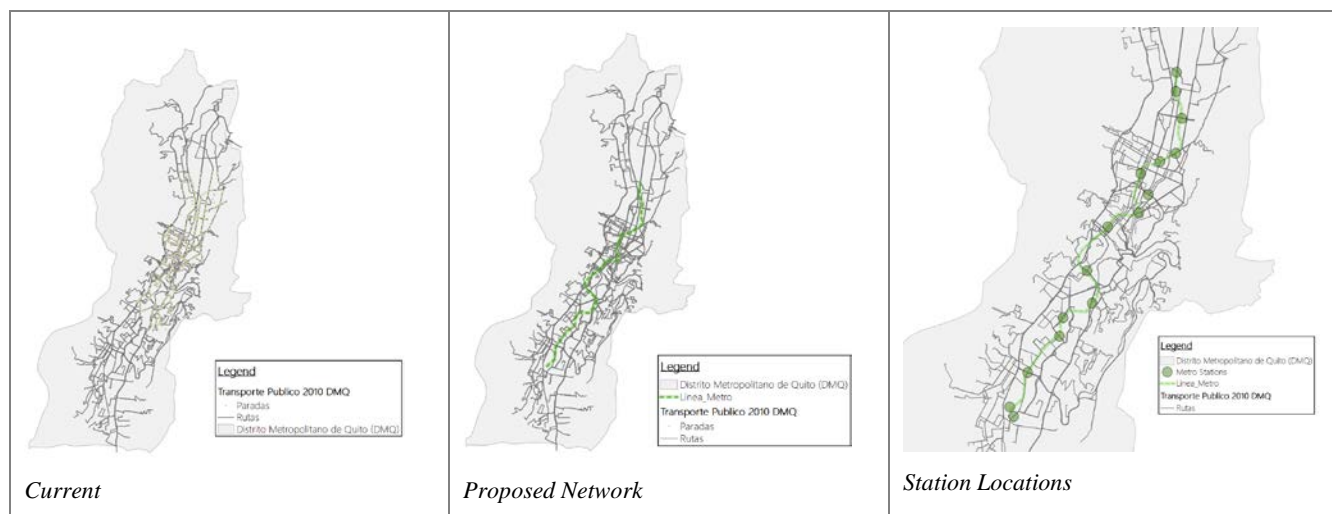 Legend
Transporte Publico 2010 DMQ
Paradas
Rutas
Distrito Metropolitano de Quito (DMQ)
Current
Legend
Distrito Metropolitano de Quito (DMQ)
Linea_Metro
Transporte Publico 2010 DMQ
Paradas
Rutas
Proposed Network
Legend
Distrito Metropolitano de Quito (DMQ)
Metro Stations
Linea_Metro
Transporte Publico 2010 DMQ
Rutas
Station Locations